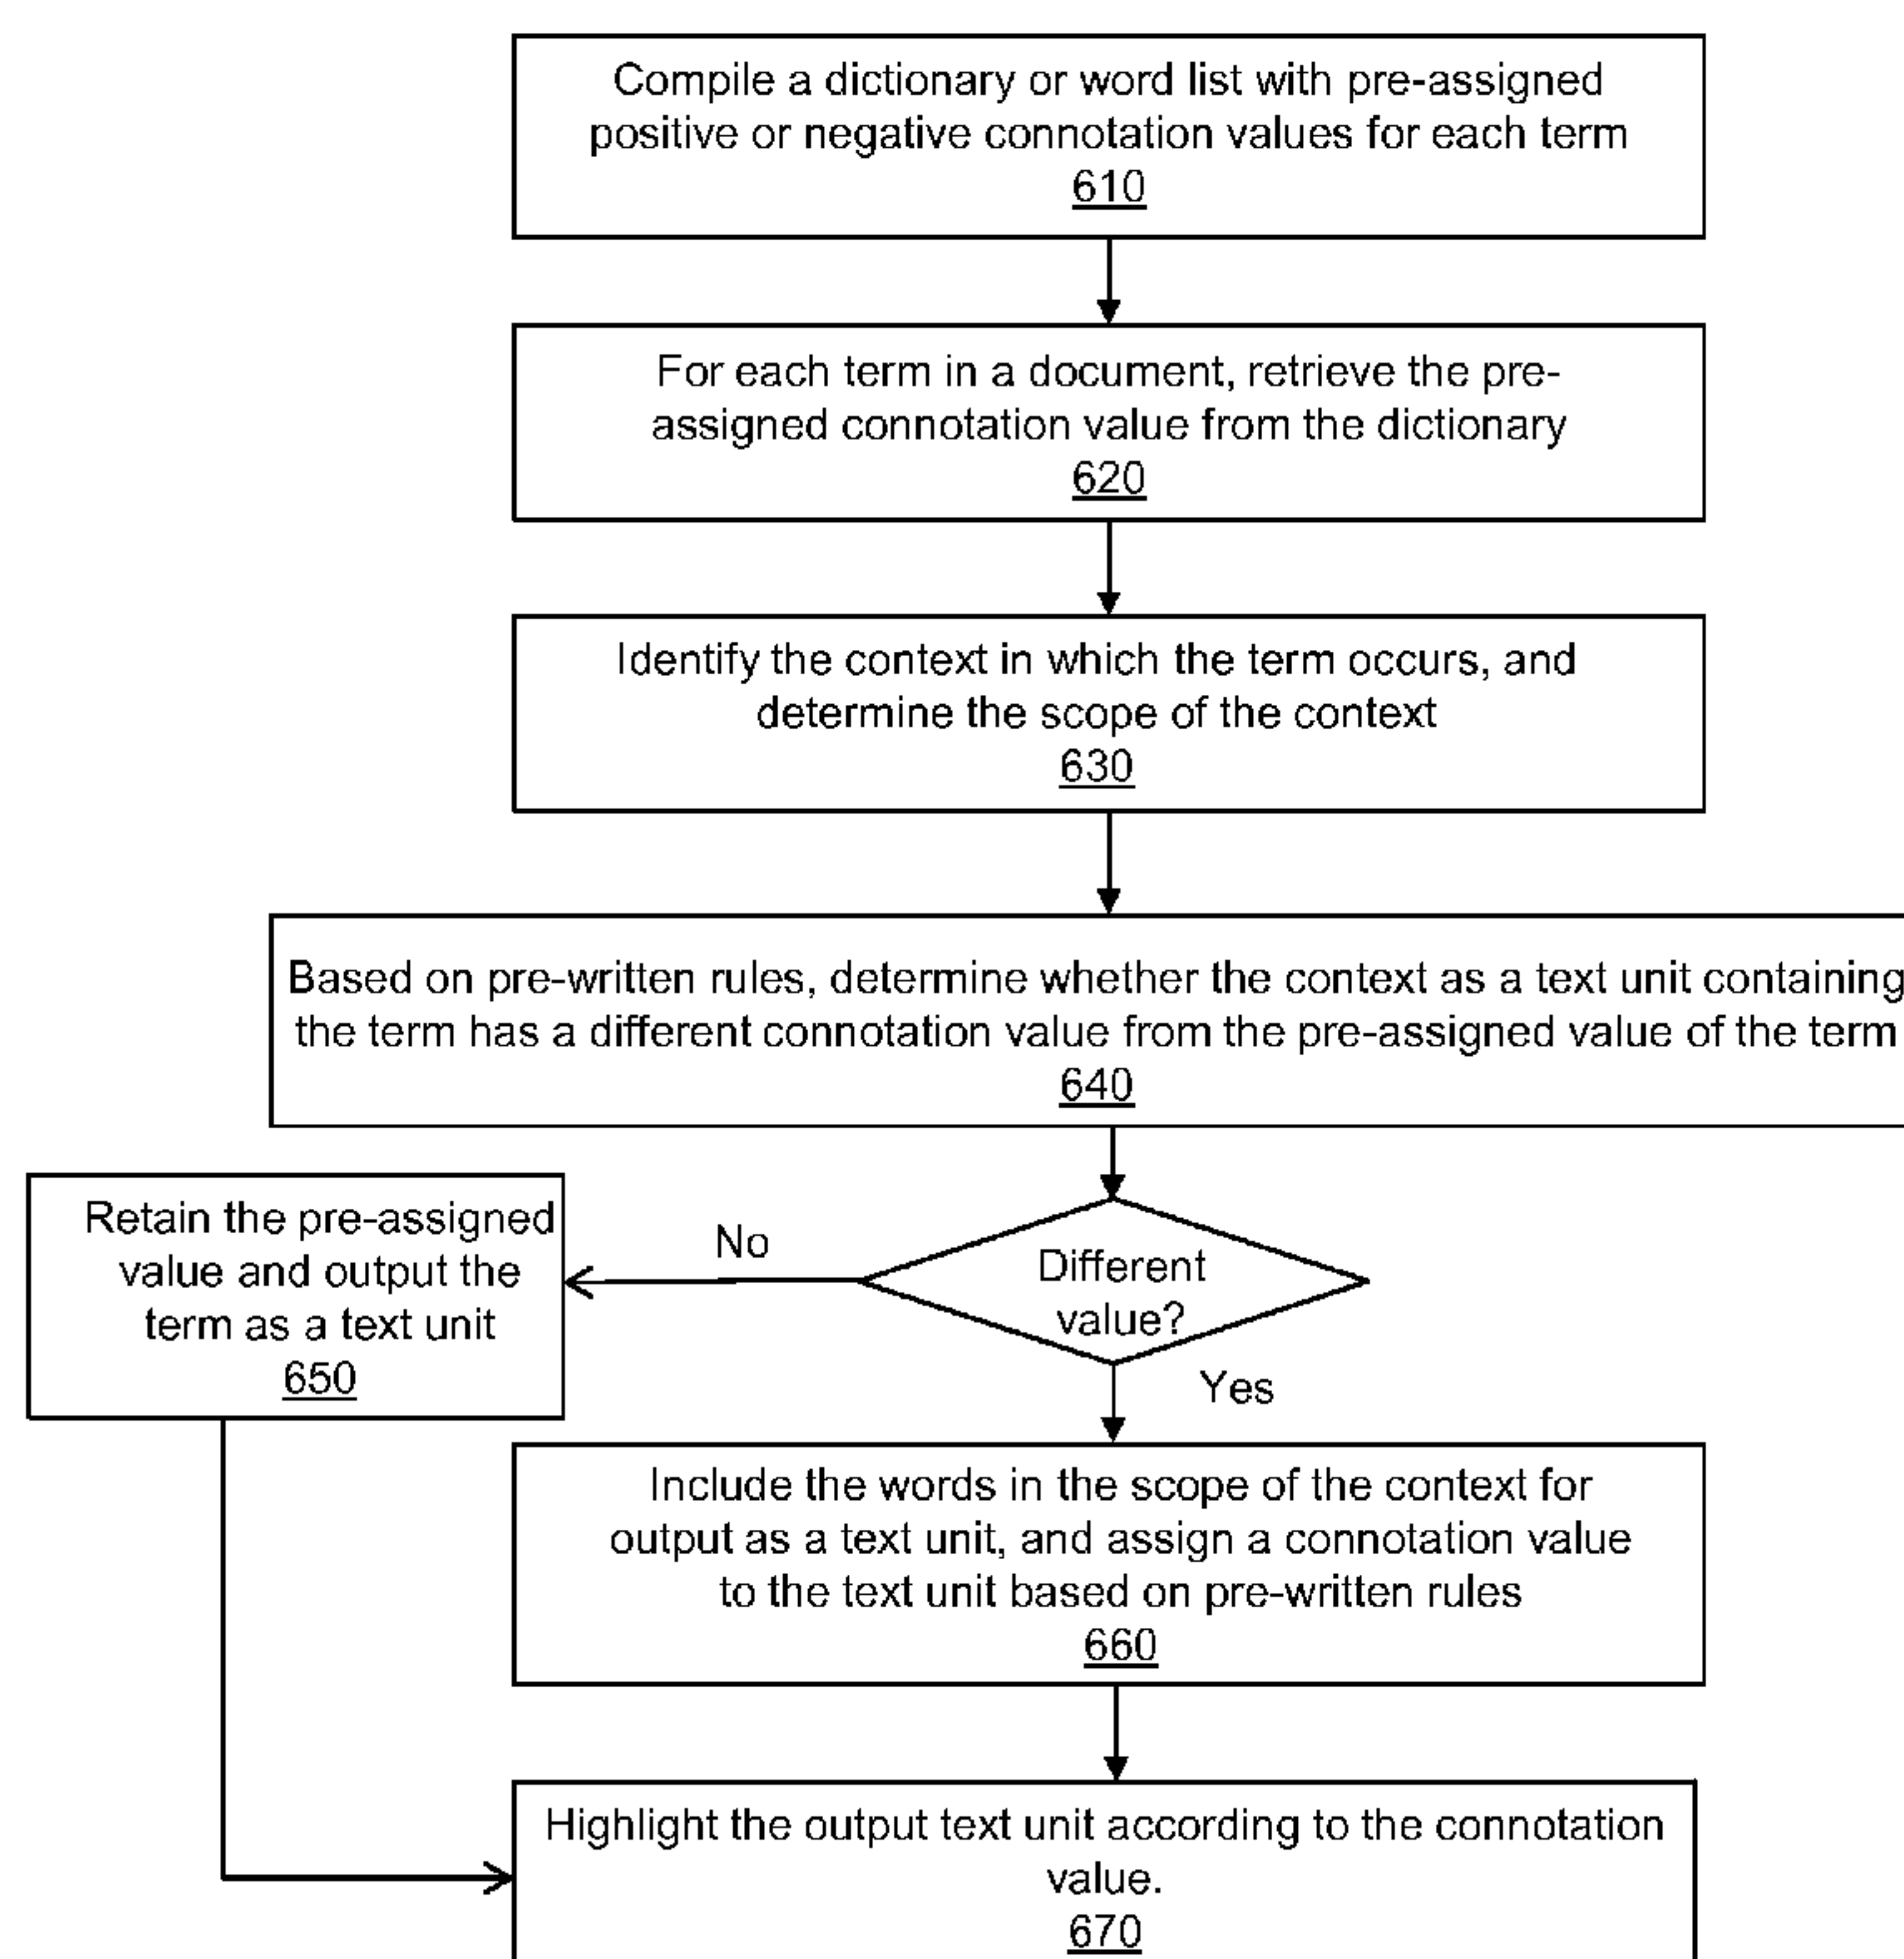 Compile a dictionary or word list with pre-assigned
positive or negative connotation values for each term
610
For each term in a document, retrieve the pre-
assigned connotation value from the dictionary
620
Identify the context in which the term occurs, and
determine the scope of the context
630
Based on pre-written rules, determine whether the context as a text unit containing
the term has a different connotation value from the pre-assigned value of the term
640
Different
value?
No
Retain the pre-assigned
value and output the
term as a text unit
650
Yes
Include the words in the scope of the context for
output as a text unit, and assign a connotation value
to the text unit based on pre-written rules
660
Highlight the output text unit according to the connotation
value.
670